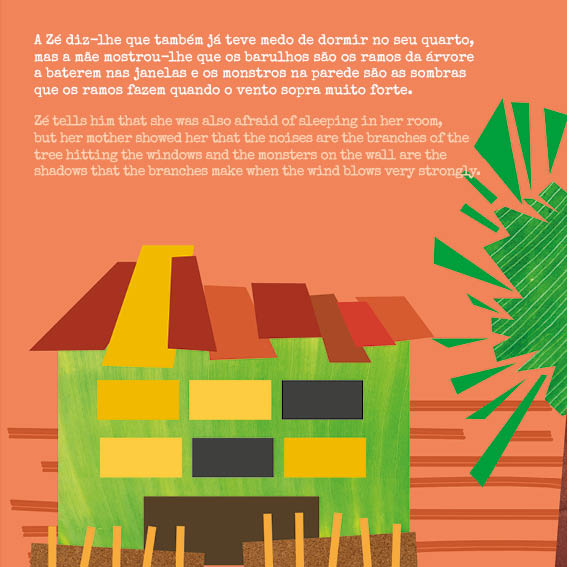 A Zé diz-lhe que também já teve medo de dormir no seu quarto,
mas a mãe mostrou-lhe que os barulhos são os ramos da árvore
a baterem nas janelas e os monstros na parede são as sombras
que os ramos fazem quando o vento sopra muito forte.
Zé tells him that she was also afraid of sleeping in her room,
but her mother showed her that the noises are the branches of the
tree hitting the windows and the monsters on the wall are the
shadows that the branches make when the wind blows very strongly.